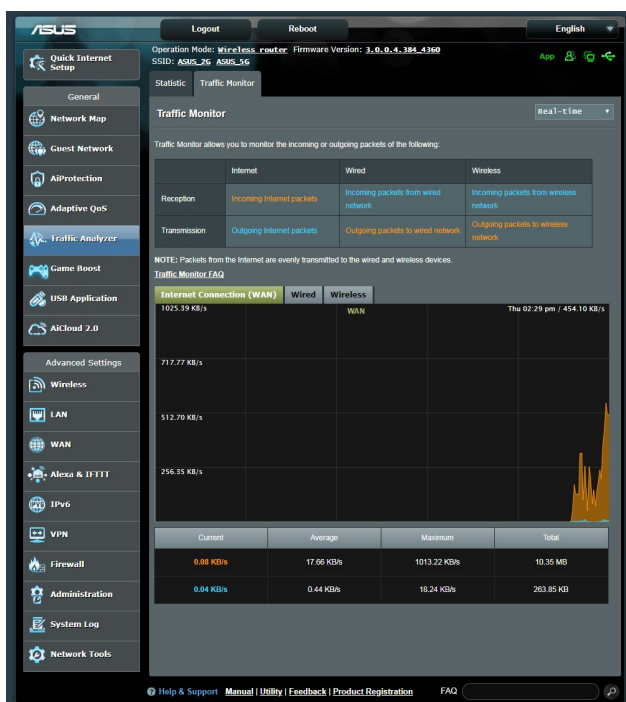 ASUS
Logout
Reboot
English
Quick Internet
Setup
Operation Mode: Wireless router Firmware Version: 3.0.0.4.384_4360
SSID: ASUS_2G ASUS_5G
App
Statistic
Traffic Monitor
General
Network Map
Guest Network
AiProtection
Adaptive QoS
Traffic Analyzer
Game Boost
USB Application
AiCloud 2.0
Advanced Settings
Wireless
LAN
WAN
Alexa & IFTTT
IPv6
VPN
Firewall
Administration
System Log
Network Tools
Traffic Monitor
Real-time
Traffic Monitor allows you to monitor the incoming or outgoing packets of the following:
Internet Wired Wireless
Reception
Incoming Internet packets
Incoming packets from wired
network
Incoming packets from wireless
network
Transmission
Outgoing Internet packets
Outgoing packets to wired network
Outgoing packets to wireless
network
NOTE: Packets from the Internet are evenly transmitted to the wired and wireless devices.
Traffic Monitor FAQ
Internet Connection (WAN) Wired Wireless
1025.39 KB/s
WAN
Thu 02:29 pm / 454.10 KB/s
717.77 KB/s
512.70 KB/s
256.35 KB/s
Current Average Maximum Total
0.08 KB/s 17.66 KB/s 1013.22 KB/s 10.35 MB
0.04 KB/s 0.44 KB/s 18.24 KB/s 263.85 KB
Help & Support Manual | Utility | Feedback | Product Registration FAQ